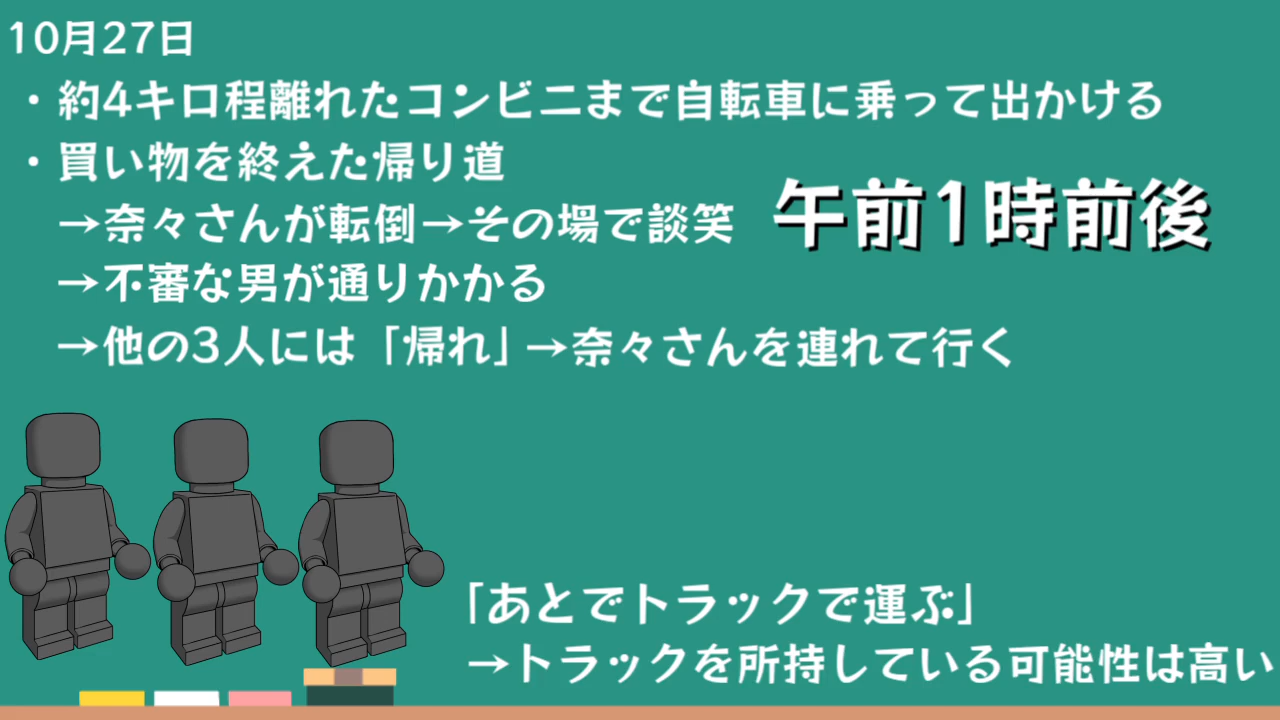 10月27日
・約4キロ程離れたコンビニまで自転車に乗って出かける
・買い物を終えた帰り道
→奈々さんが転倒→その場で談笑
午前1時前後
→不審な男が通りかかる
→他の3人には「帰れ」→奈々さんを連れて行く
「あとでトラックで運ぶ」
→トラックを所持している可能性は高い